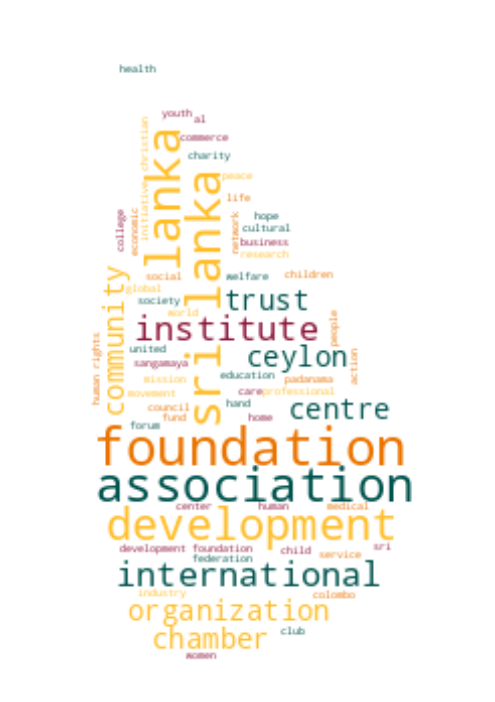 health
youth
al
commerce
christian
lanka
charity
peace
sri lanka
life
initiative
college
economic
network
hope
cultural
business
research
social
welfare
children
community
global
society
trust
world
institute
people
human rights
united
ceylon
sangamaya
action
mission
education
padanama
movement
care
professional
council
hand
centre
fund
home
forum
foundation
association
center
human
medical
development
development foundation
child
sri
service
federation
international
industry
colombo
organization
club
chamber
women